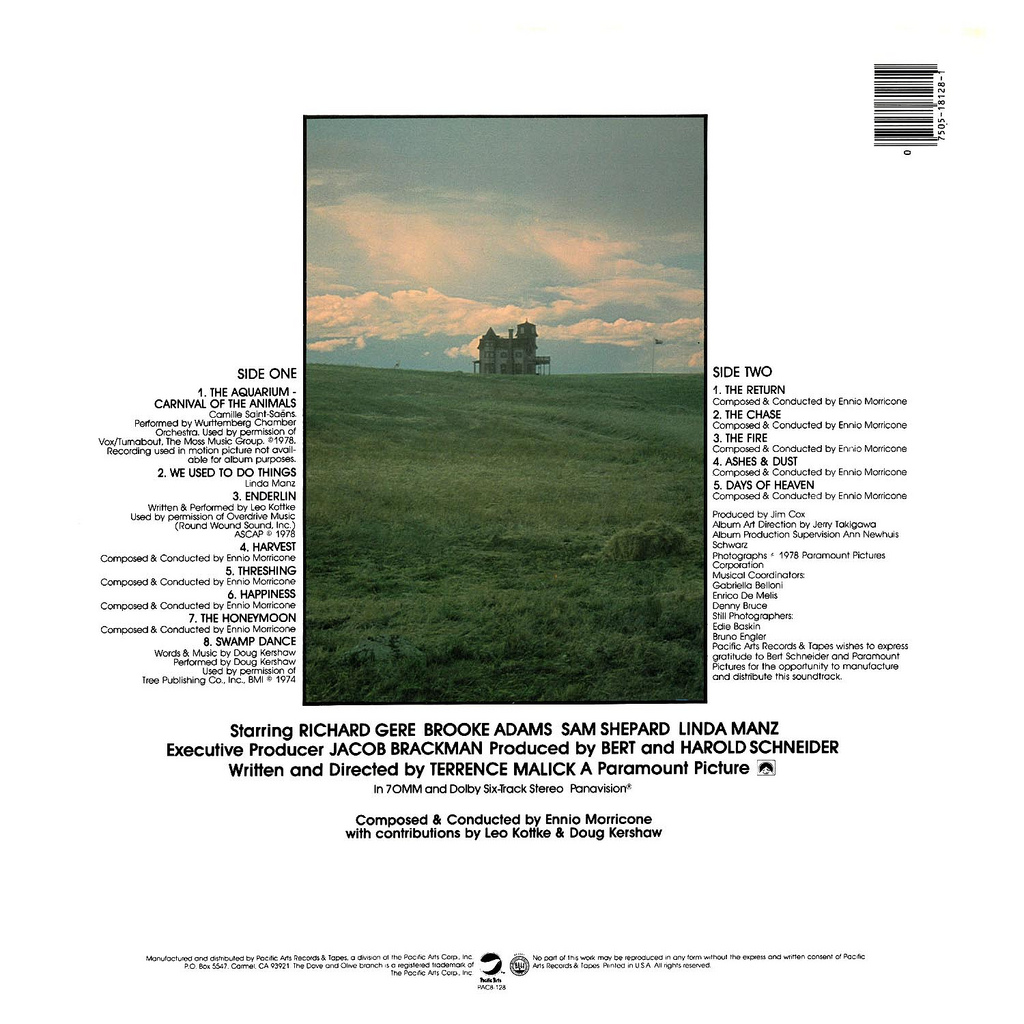 7505-18128-1
0
SIDE ONE
1. THE AQUARIUM -
CARNIVAL OF THE ANIMALS
Camille Saint-Saëns.
Performed by Wurttemberg Chamber
Orchestra. Used by permission of
Vox/Turnabout, The Moss Music Group. ℗1978.
Recording used in motion picture not avail-
able for album purposes.
2. WE USED TO DO THINGS
Linda Manz
3. ENDERLIN
Written & Performed by Leo Kottke
Used by permission of Overdrive Music
(Round Wound Sound, Inc.)
ASCAP ℗ 1978
4. HARVEST
Composed & Conducted by Ennio Morricone
5. THRESHING
Composed & Conducted by Ennio Morricone
6. HAPPINESS
Composed & Conducted by Ennio Morricone
7. THE HONEYMOON
Composed & Conducted by Ennio Morricone
8. SWAMP DANCE
Words & Music by Doug Kershaw
Performed by Doug Kershaw
Used by permission of
Tree Publishing Co., Inc., BMI ℗ 1974
SIDE TWO
1. THE RETURN
Composed & Conducted by Ennio Morricone
2. THE CHASE
Composed & Conducted by Ennio Morricone
3. THE FIRE
Composed & Conducted by Ennio Morricone
4. ASHES & DUST
Composed & Conducted by Ennio Morricone
5. DAYS OF HEAVEN
Composed & Conducted by Ennio Morricone
Produced by Jim Cox
Album Art Direction by Jerry Takigawa
Album Production Supervision Ann Newhuis
Schwarz
Photographs © 1978 Paramount Pictures
Corporation
Musical Coordinators:
Gabriella Belloni
Enrico De Melis
Denny Bruce
Still Photographers:
Edie Baskin
Bruno Engler
Pacific Arts Records & Tapes wishes to express
gratitude to Bert Schneider and Paramount
Pictures for the opportunity to manufacture
and distribute this soundtrack.
Starring RICHARD GERE BROOKE ADAMS SAM SHEPARD LINDA MANZ
Executive Producer JACOB BRACKMAN Produced by BERT and HAROLD SCHNEIDER
Written and Directed by TERRENCE MALICK A Paramount Picture
In 70MM and Dolby Six-Track Stereo Panavision®
Composed & Conducted by Ennio Morricone
with contributions by Leo Kottke & Doug Kershaw
Manufactured and distributed by Pacific Arts Records & Tapes, a division of the Pacific Arts Corp., Inc.
P.O. Box 5547, Carmel, CA 93921. The Dove and Olive branch is a registered trademark of
The Pacific Arts Corp., Inc.
Pacific Arts
PAC8-128
No part of this work may be reproduced in any form without the express and written consent of Pacific
Arts Records & Tapes. Printed in U.S.A. All rights reserved.